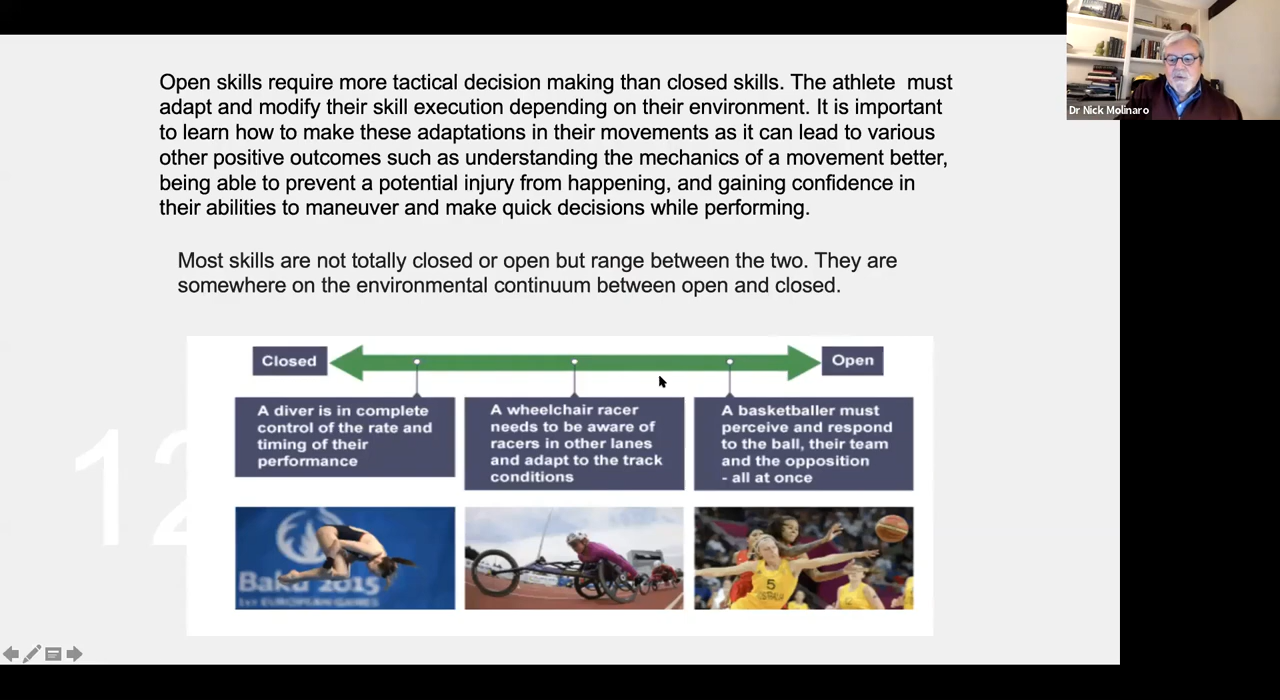 Open skills require more tactical decision making than closed skills. The athlete must
adapt and modify their skill execution depending on their environment. It is important
to learn how to make these adaptations in their movements as it can lead to various
other positive outcomes such as understanding the mechanics of a movement better,
being able to prevent a potential injury from happening, and gaining confidence in
their abilities to maneuver and make quick decisions while performing.
Dr Nick Molinaro
Most skills are not totally closed or open but range between the two. They are
somewhere on the environmental continuum between open and closed.
Closed
Open
A diver is in complete
control of the rate and
timing of their
performance
A wheelchair racer
needs to be aware of
racers in other lanes
and adapt to the track
conditions
A basketballer must
perceive and respond
to the ball, their team
and the opposition
- all at once
12
Baku 2015
1ST EUROPEAN GAMES
5
AUSTRALIA